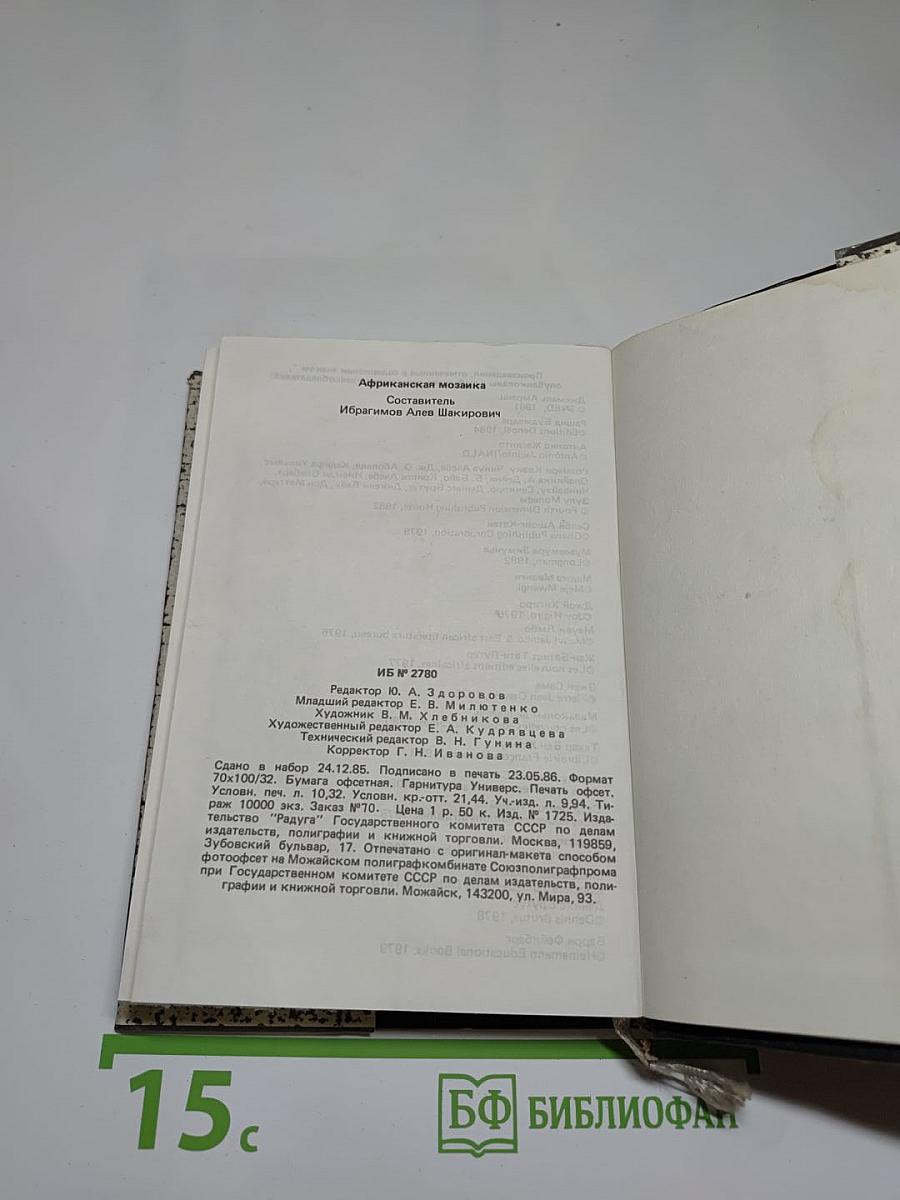 Африканская мозаика
Составитель
Ибрагимов Алев Шакирович
ИБ № 2780
Редактор Ю. А. Здоровов
Младший редактор Е. В. Милютенко
Художник В. М. Хлебникова
Художественный редактор Е. А. Кудрявцева
Технический редактор В. Н. Гунина
Корректор Г. Н. Иванова
Сдано в набор 24.12.85. Подписано в печать 23.05.86. Формат
70х100/32. Бумага офсетная. Гарнитура Универс. Печать офсет.
Условн. печ. л. 10,32. Условн. кр.-отт. 21,44. Уч.-изд. л. 9,94. Ти-
раж 10000 экз. Заказ №70. Цена 1 р. 50 к. Изд. № 1725. Изда-
тельство "Радуга" Государственного комитета СССР по делам
издательств, полиграфии и книжной торговли. Москва, 119859,
Зубовский бульвар, 17. Отпечатано с оригинал-макета способом
фотоофсет на Можайском полиграфкомбинате Союзполиграфпрома
при Государственном комитете СССР по делам издательств, поли-
графии и книжной торговли. Можайск, 143200, ул. Мира, 93.
15 с
БФ БИБЛИОФАН